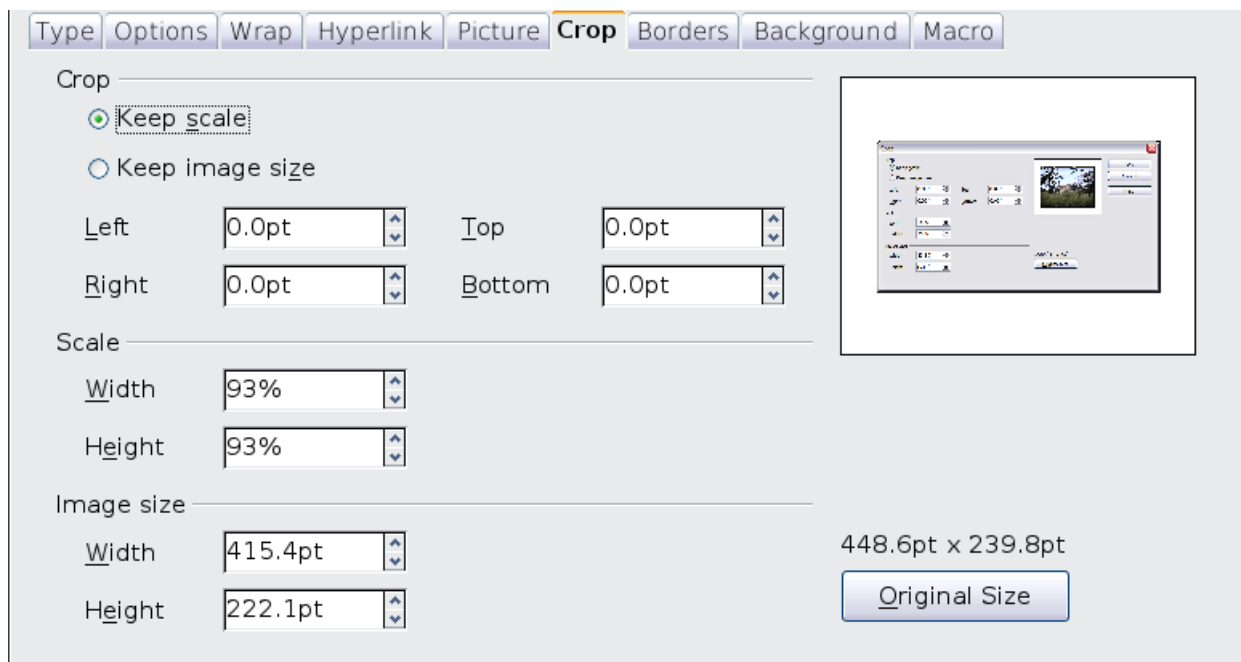 Type Options Wrap Hyperlink Picture Crop Borders Background Macro
Crop
Keep scale
Keep image size
Left 0.0pt Top 0.0pt
Right 0.0pt Bottom 0.0pt
Scale
Width 93%
Height 93%
Image size
Width 415.4pt
448.6pt x 239.8pt
Height 222.1pt
Original Size